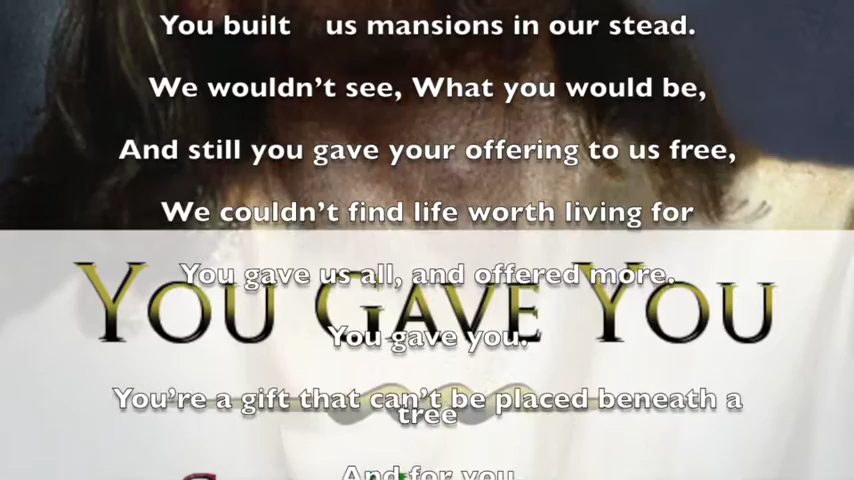 You built us mansions in our stead.
We wouldn't see, What you would be,
And still you gave your offering to us free,
We couldn't find life worth living for
You gave us all, and offered more.
YOU GAVE YOU
You gave you.
You're a gift that can't be placed beneath a
tree
And for you